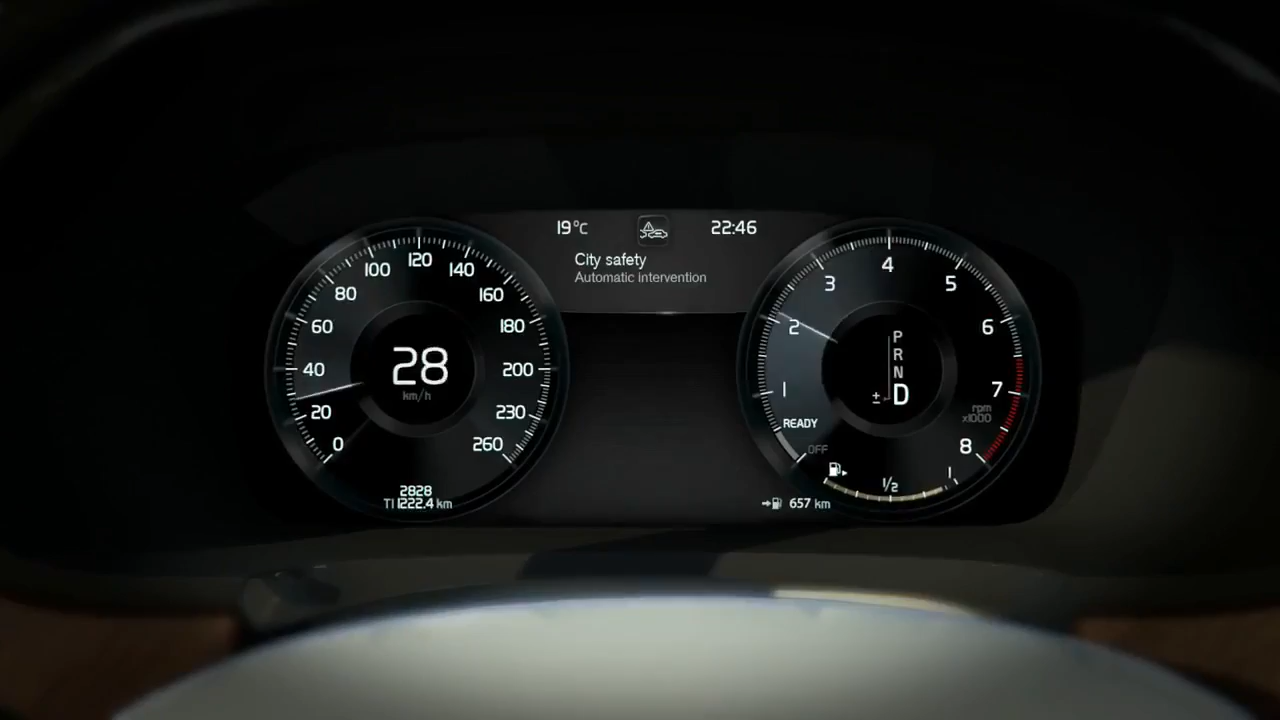 19°C 22:46
City safety
Automatic intervention
0 20 40 60 80 100 120 140 160 180 200 230 260
28
km/h
2828
T1 1222.4 km
1 2 3 4 5 6 7 8
P
R
N
± D
rpm
x1000
READY
OFF
1/2 1
657 km